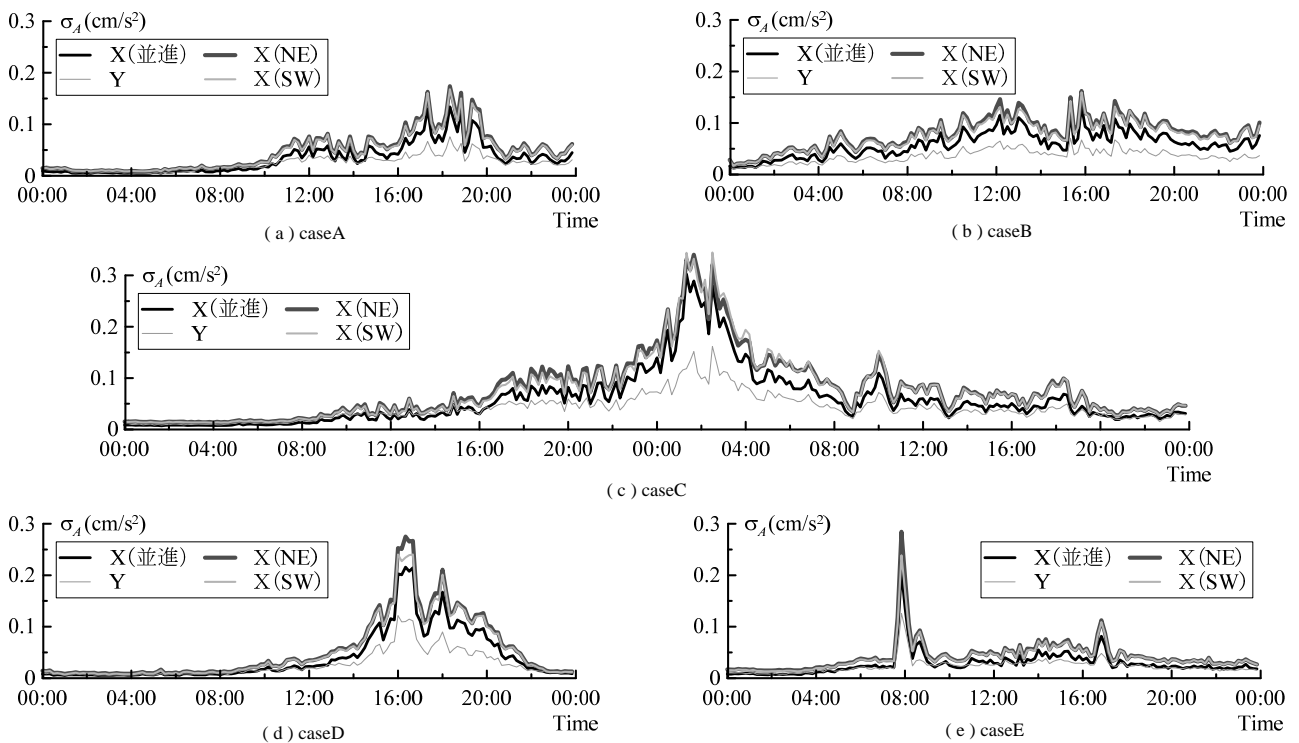 σA(cm/s²)
0.3
0.2
0.1
0
X(並進) X(NE)
Y X(SW)
00:00 04:00 08:00 12:00 16:00 20:00 00:00
Time
( a ) caseA
σA(cm/s²)
0.3
0.2
0.1
0
X(並進) X(NE)
Y X(SW)
00:00 04:00 08:00 12:00 16:00 20:00 00:00
Time
( b ) caseB
σA(cm/s²)
0.3
0.2
0.1
0
X(並進) X(NE)
Y X(SW)
00:00 04:00 08:00 12:00 16:00 20:00 00:00 04:00 08:00 12:00 16:00 20:00 00:00
Time
( c ) caseC
σA(cm/s²)
0.3
0.2
0.1
0
X(並進) X(NE)
Y X(SW)
00:00 04:00 08:00 12:00 16:00 20:00 00:00
Time
( d ) caseD
σA(cm/s²)
0.3
0.2
0.1
0
X(並進) X(NE)
Y X(SW)
00:00 04:00 08:00 12:00 16:00 20:00 00:00
Time
( e ) caseE